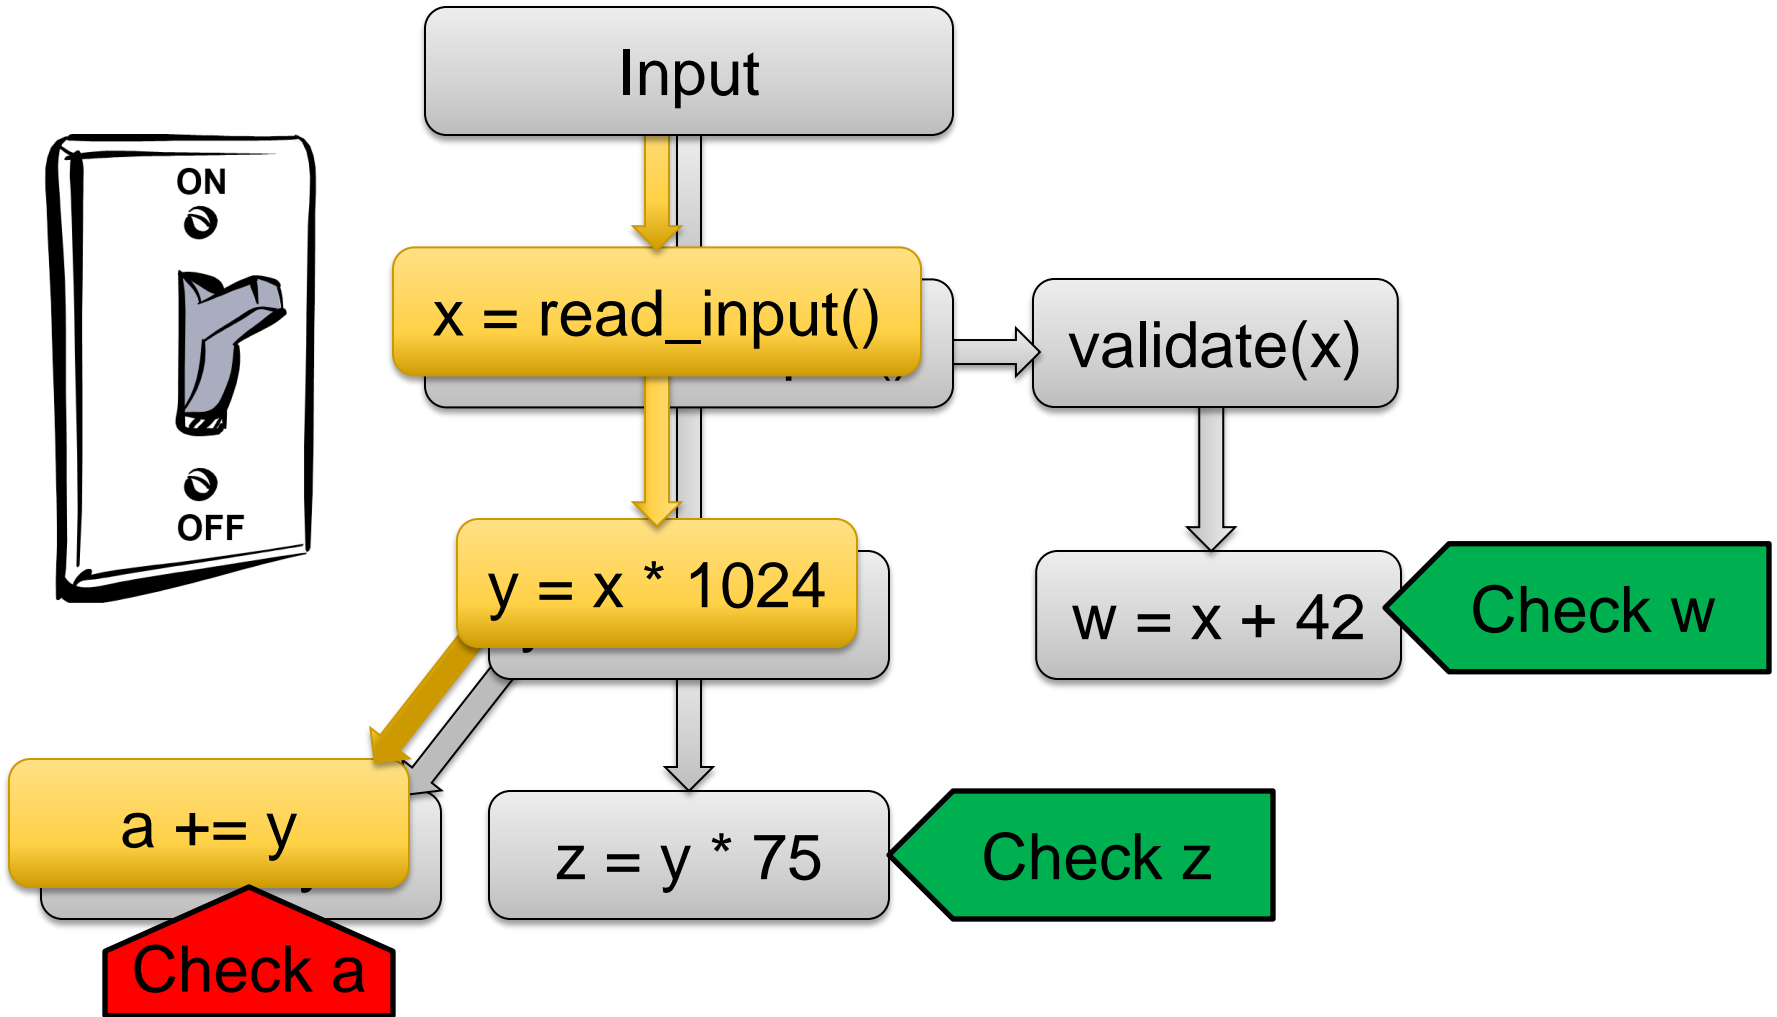 Input
ON
x = read_input()
validate(x)
OFF
y = x * 1024
w = x + 42
Check w
a += y
z = y * 75
Check z
Check a